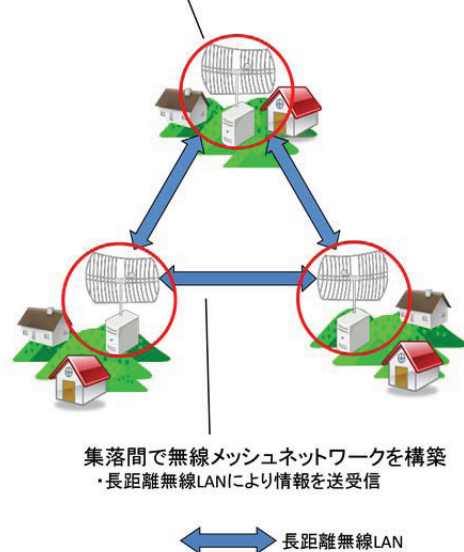 集落間で無線メッシュネットワークを構築
・長距離無線LANにより情報を送受信
長距離無線LAN